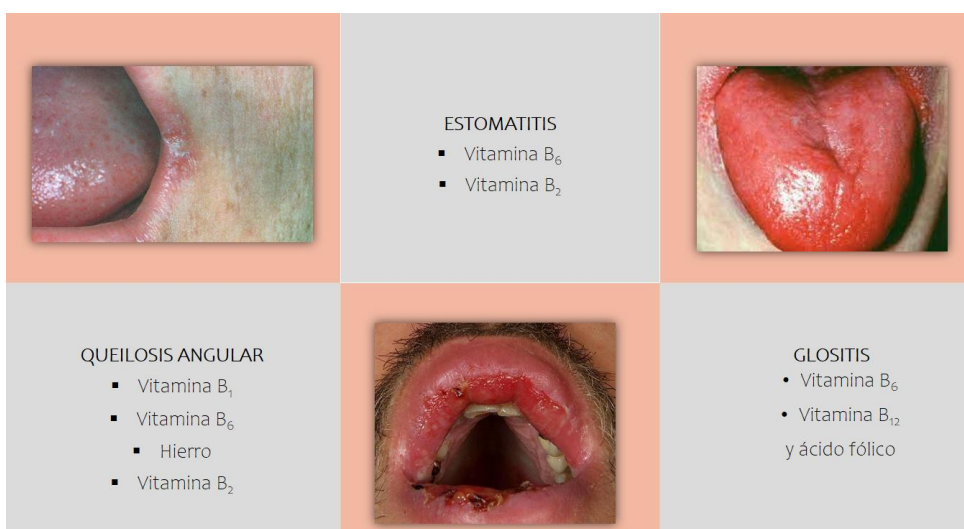 ESTOMATITIS
▪ Vitamina B₆
▪ Vitamina B₂
QUEILOSIS ANGULAR
▪ Vitamina B₁
▪ Vitamina B₆
▪ Hierro
▪ Vitamina B₂
GLOSITIS
• Vitamina B₆
• Vitamina B₁₂
y ácido fólico